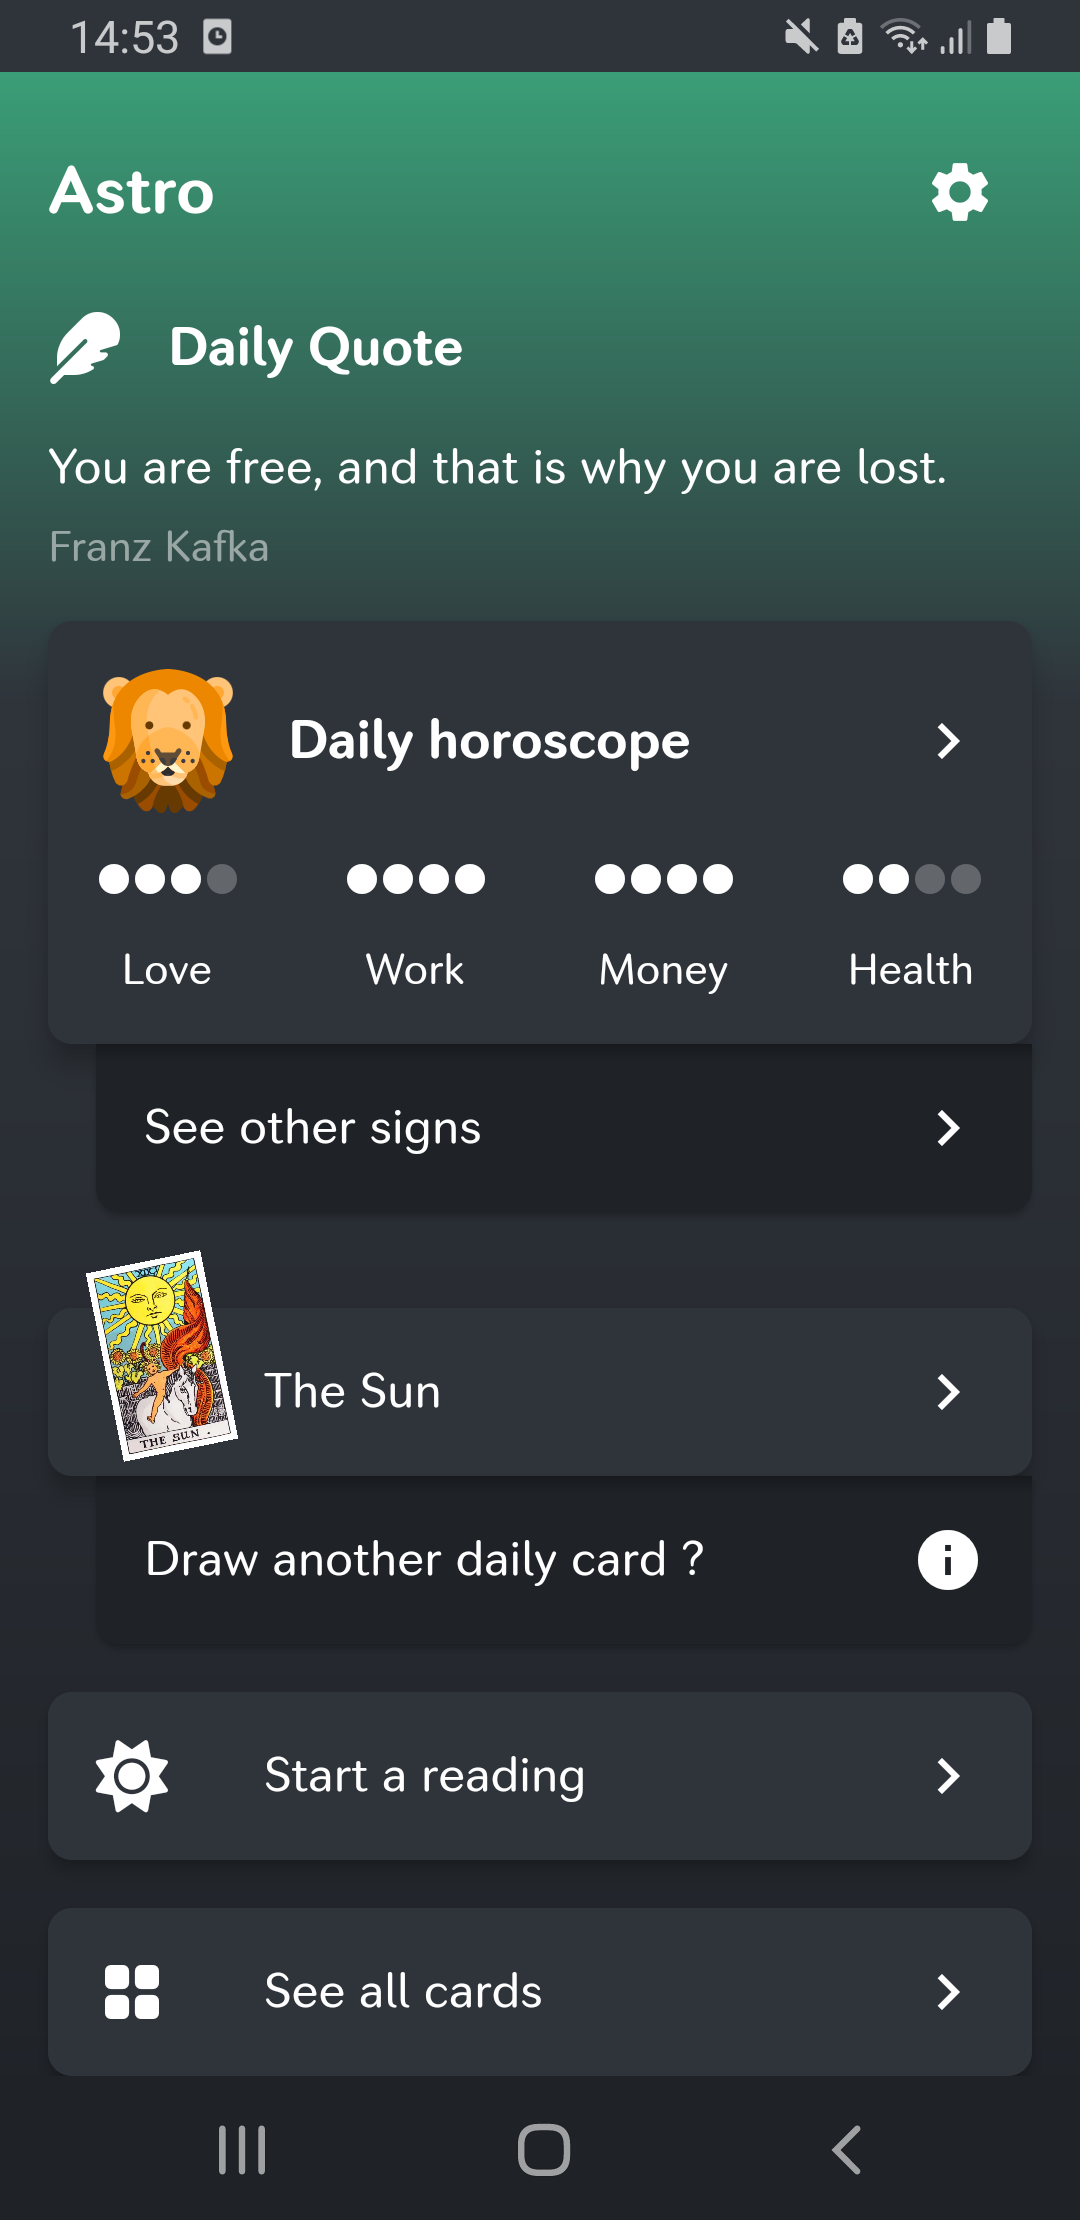 14:53
Astro
Daily Quote
You are free, and that is why you are lost.
Franz Kafka
Daily horoscope
Love Work Money Health
See other signs
THE SUN .
The Sun
Draw another daily card ?
Start a reading
See all cards